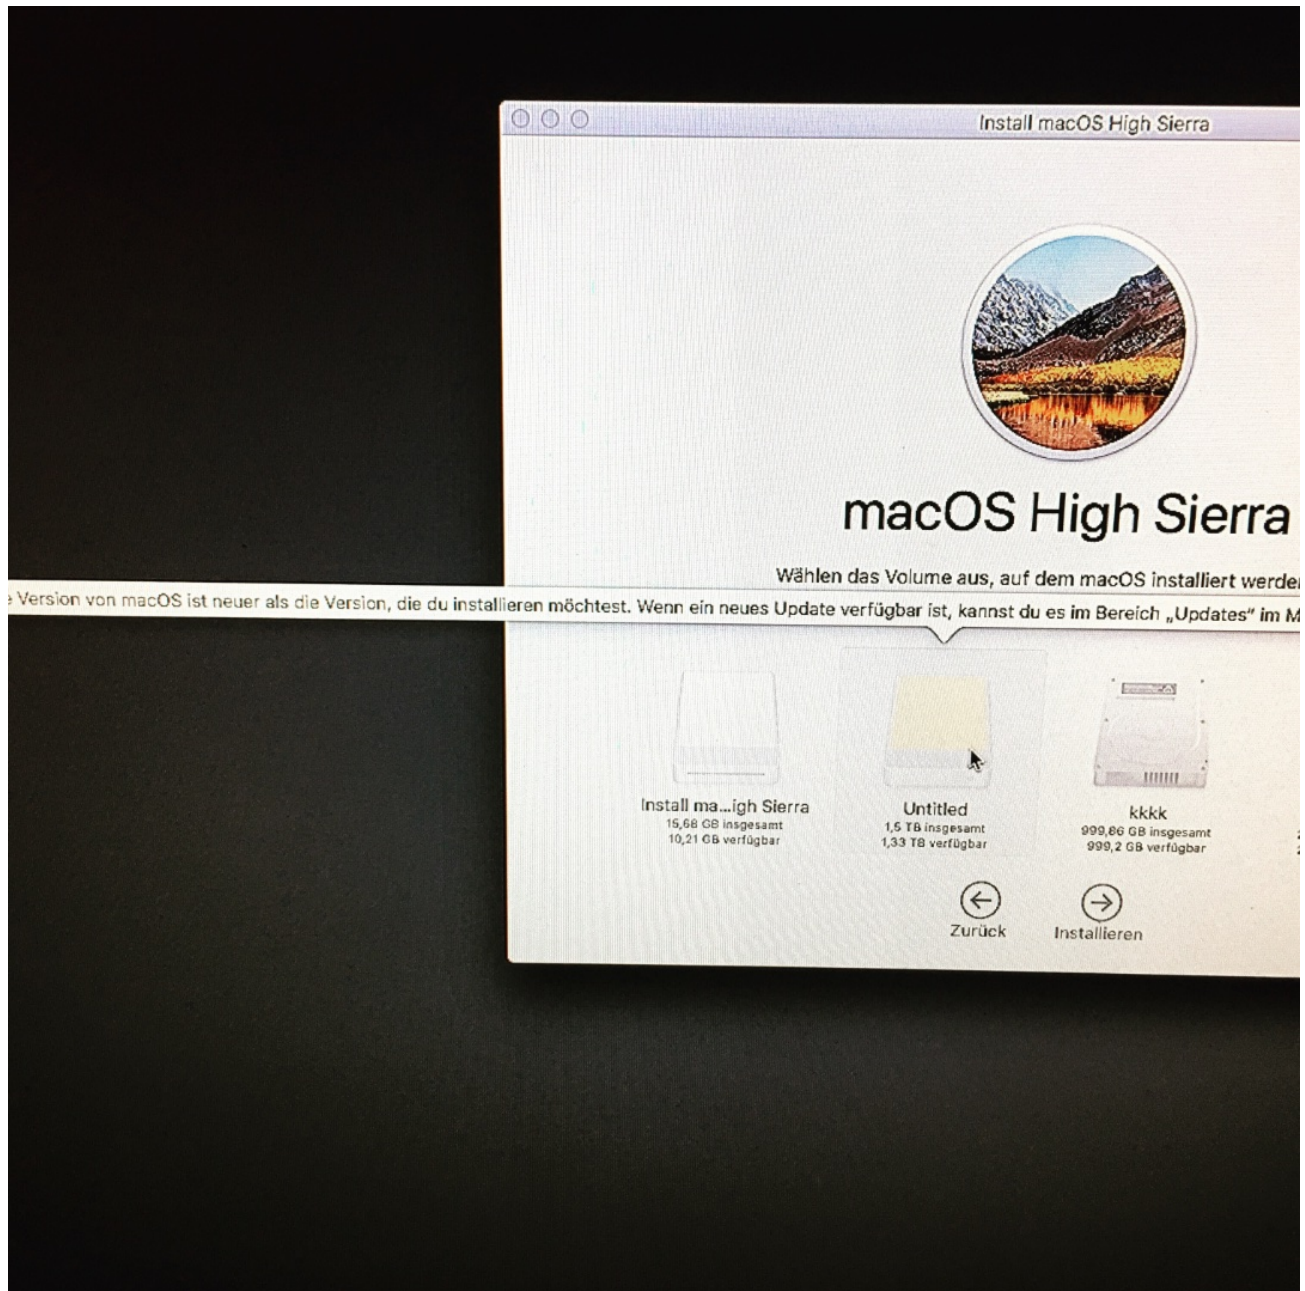 Install macOS High Sierra
macOS High Sierra
Wählen das Volume aus, auf dem macOS installiert
Version von macOS ist neuer als die Version, die du installieren möchtest. Wenn ein neues Update verfügbar ist, kannst du es im Bereich „Updates“ im
Install ma...igh Sierra
15,68 GB insgesamt
10,21 GB verfügbar
Untitled
1,5 TB insgesamt
1,33 TB verfügbar
kkkk
999,86 GB insgesamt
999,2 GB verfügbar
Zurück
Installieren